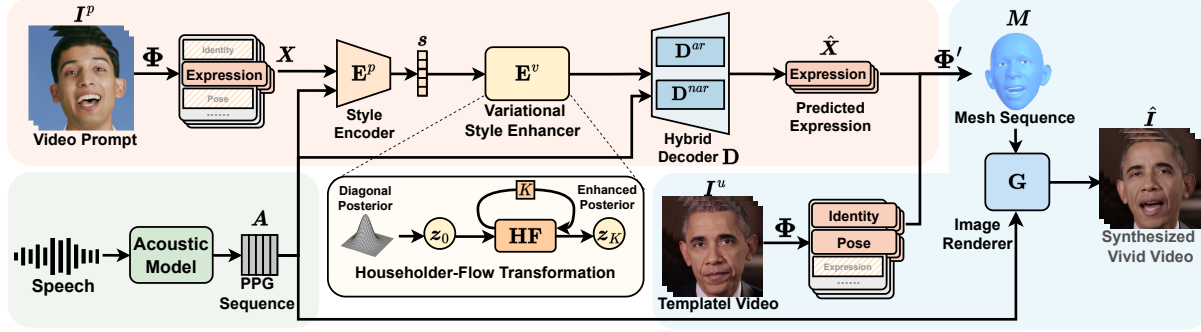 I^p
Φ
Identity
Expression
Pose
......
X
Video Prompt
E^p
Style
Encoder
s
E^v
Variational
Style Enhancer
D^{ar}
D^{nar}
Hybrid
Decoder D
X̂
Expression
Predicted
Expression
Φ′
M
Mesh Sequence
Speech
Acoustic
Model
A
PPG
Sequence
Diagonal
Posterior
z_0
K
HF
Enhanced
Posterior
z_K
Householder-Flow Transformation
I^u
Templatel Video
Φ
Identity
Pose
Expression
......
G
Image
Renderer
Î
Synthesized
Vivid Video